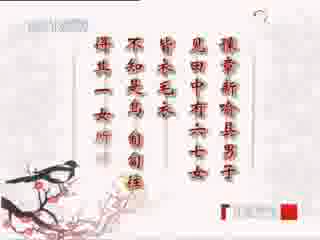 豫章新喻县男子
见田中有六七女
皆衣毛衣
不知是鸟 匍匐往
得其一女所